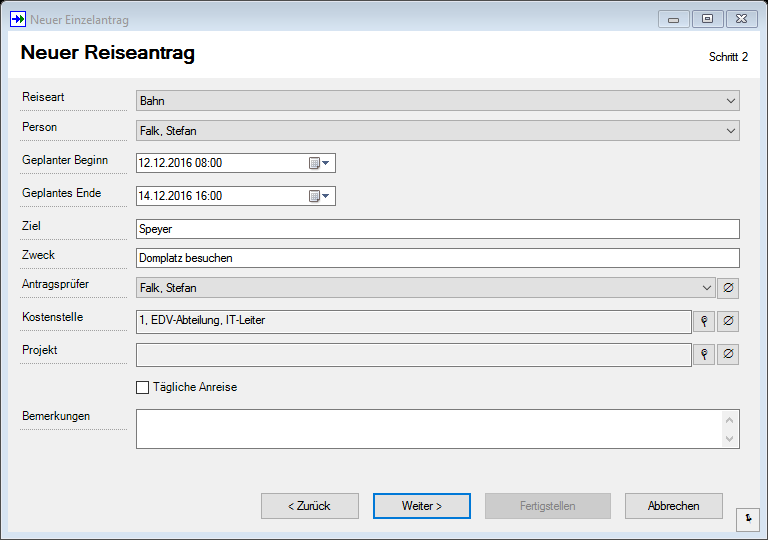 Neuer Einzelantrag
Neuer Reiseantrag
Schritt 2
Reiseart
Bahn
Person
Falk, Stefan
Geplanter Beginn
12.12.2016 08:00
Geplantes Ende
14.12.2016 16:00
Ziel
Speyer
Zweck
Domplatz besuchen
Antragsprüfer
Falk, Stefan
Kostenstelle
1, EDV-Abteilung, IT-Leiter
Projekt
Tägliche Anreise
Bemerkungen
< Zurück
Weiter >
Fertigstellen
Abbrechen